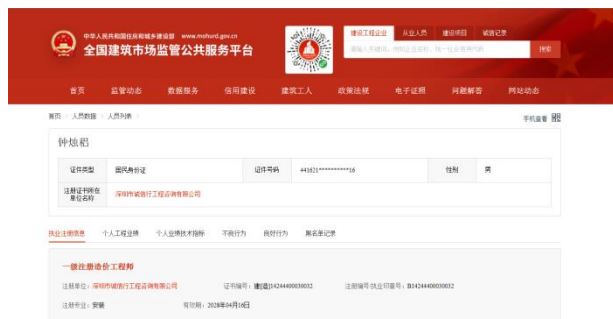 中华人民共和国住房和城乡建设部 www.mohurd.gov.cn
全国建筑市场监管公共服务平台
建设工程企业 从业人员 建设项目 诚信记录
搜索
首页 监管动态 数据服务 信用建设 建筑工人 政策法规 电子证照 问题解答 网站动态
首页 人员数据 人员列表
手机查看
钟烛稆
证件类型 居民身份证 证件号码 441621**********16 性别 男
注册证书所在单位名称 深圳市诚信行工程咨询有限公司
执业注册信息 个人工程业绩 个人业绩技术指标 不良行为 良好行为 黑名单记录
一级注册造价工程师
注册单位：深圳市诚信行工程咨询有限公司 证书编号：建[造]14244400030032 注册编号/执业印章号：B14244400030032
注册专业：安装 有效期：2028年04月16日